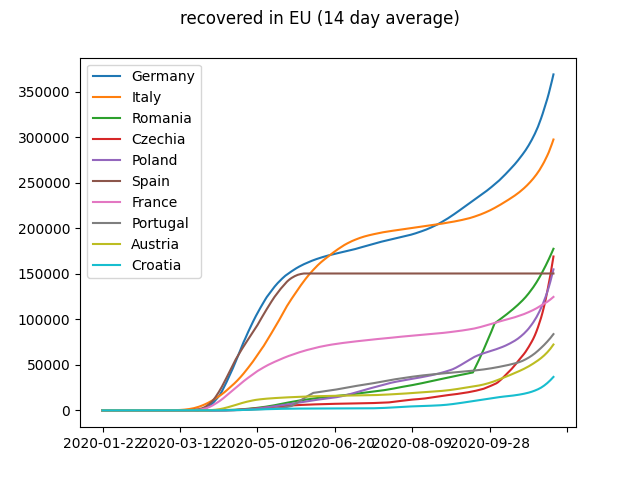 recovered in EU (14 day average)
350000
300000
250000
200000
150000
100000
50000
0
Germany
Italy
Romania
Czechia
Poland
Spain
France
Portugal
Austria
Croatia
2020-01-22 2020-03-12 2020-05-01 2020-06-20 2020-08-09 2020-09-28